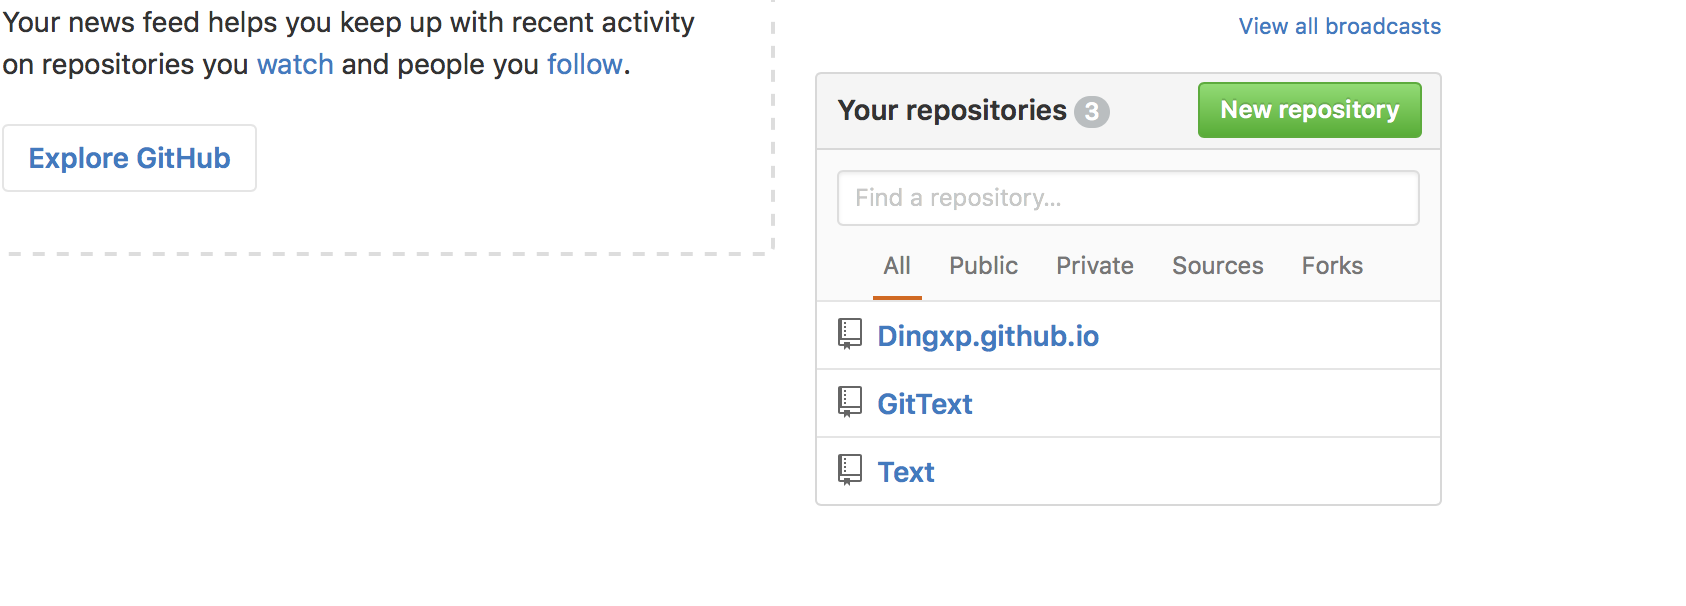 Your news feed helps you keep up with recent activity
on repositories you watch and people you follow.
Explore GitHub
View all broadcasts
Your repositories 3
New repository
Find a repository...
All Public Private Sources Forks
Dingxp.github.io
GitText
Text